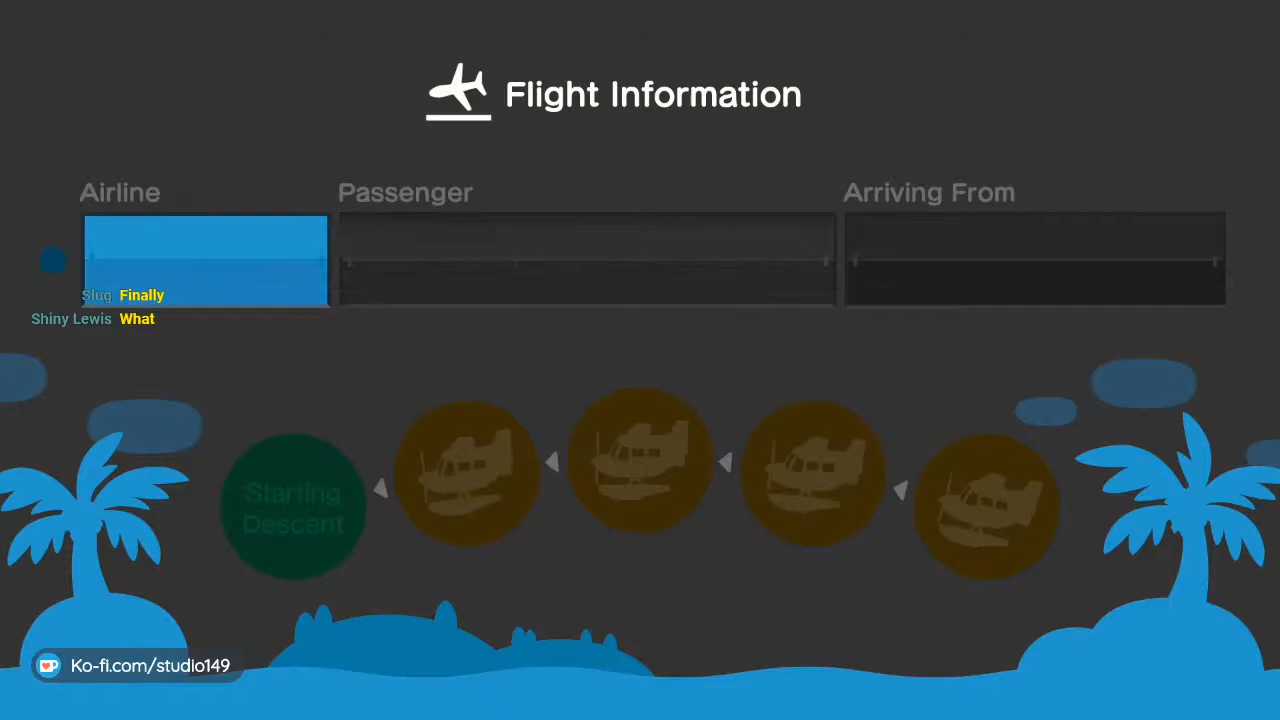 Flight Information
Airline
Passenger
Arriving From
Slug Finally
Shiny Lewis What
Starting
Descent
Ko-fi.com/studio149